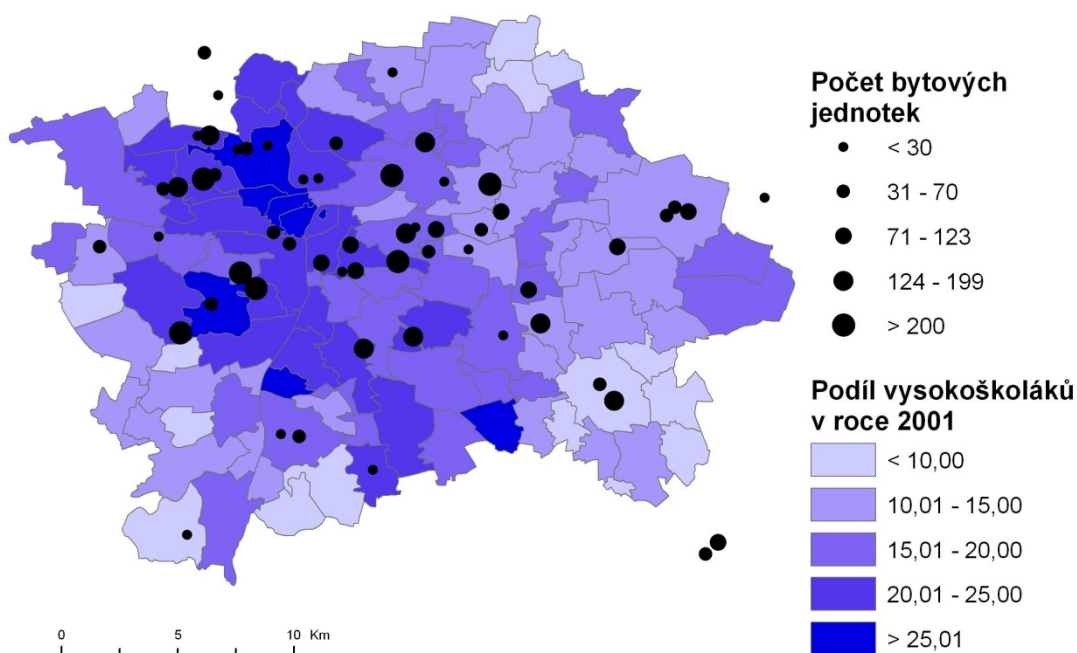 Počet bytových
jednotek
< 30
31 - 70
71 - 123
124 - 199
> 200
Podíl vysokoškoláků
v roce 2001
< 10,00
10,01 - 15,00
15,01 - 20,00
20,01 - 25,00
> 25,01
0 5 10 Km